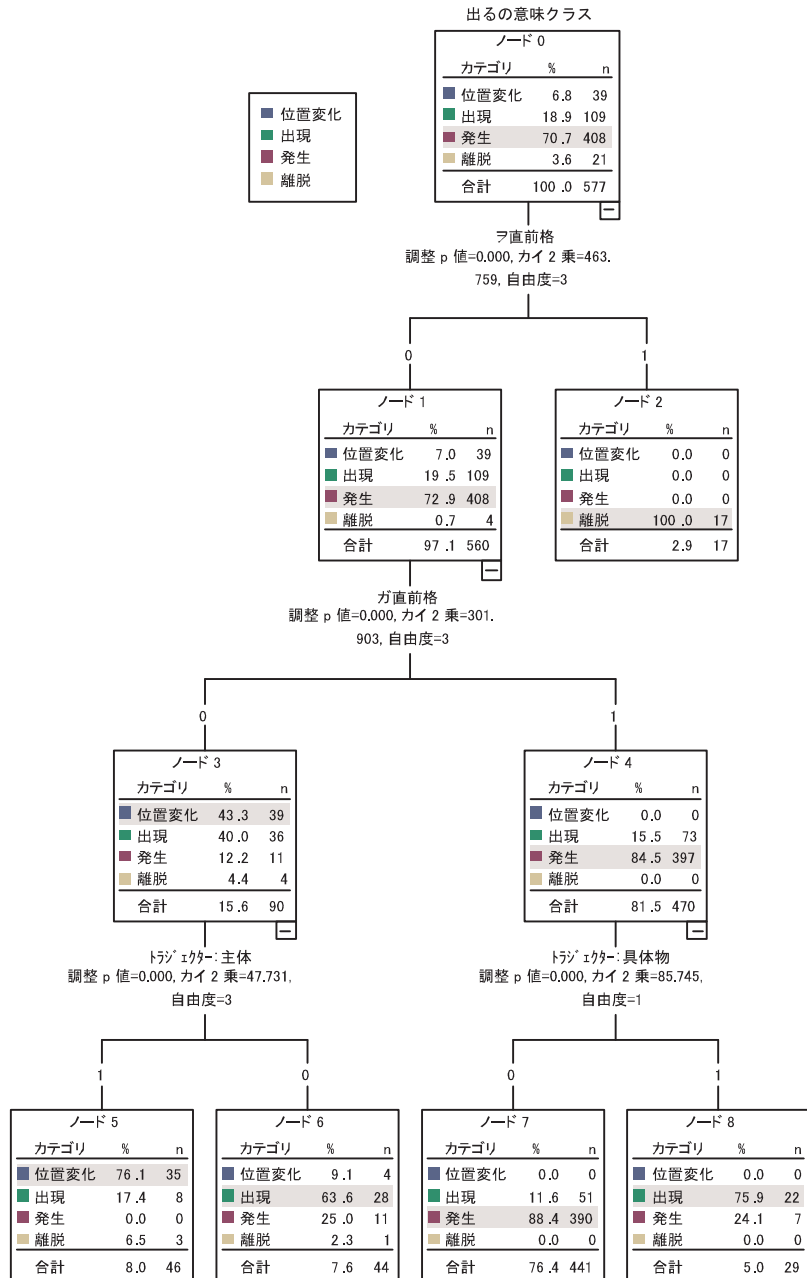 出るの意味クラス
位置変化
出現
発生
離脱
ノード 0
カテゴリ % n
位置変化 6.8 39
出現 18.9 109
発生 70.7 408
離脱 3.6 21
合計 100.0 577
ヲ直前格
調整 p 値=0.000, カイ 2 乗=463.
759, 自由度=3
0 1
ノード 1
カテゴリ % n
位置変化 7.0 39
出現 19.5 109
発生 72.9 408
離脱 0.7 4
合計 97.1 560
ノード 2
カテゴリ % n
位置変化 0.0 0
出現 0.0 0
発生 0.0 0
離脱 100.0 17
合計 2.9 17
ガ直前格
調整 p 値=0.000, カイ 2 乗=301.
903, 自由度=3
0 1
ノード 3
カテゴリ % n
位置変化 43.3 39
出現 40.0 36
発生 12.2 11
離脱 4.4 4
合計 15.6 90
ノード 4
カテゴリ % n
位置変化 0.0 0
出現 15.5 73
発生 84.5 397
離脱 0.0 0
合計 81.5 470
トラジェクター:主体
調整 p 値=0.000, カイ 2 乗=47.731,
自由度=3
トラジェクター:具体物
調整 p 値=0.000, カイ 2 乗=85.745,
自由度=1
1 0 0 1
ノード 5
カテゴリ % n
位置変化 76.1 35
出現 17.4 8
発生 0.0 0
離脱 6.5 3
合計 8.0 46
ノード 6
カテゴリ % n
位置変化 9.1 4
出現 63.6 28
発生 25.0 11
離脱 2.3 1
合計 7.6 44
ノード 7
カテゴリ % n
位置変化 0.0 0
出現 11.6 51
発生 88.4 390
離脱 0.0 0
合計 76.4 441
ノード 8
カテゴリ % n
位置変化 0.0 0
出現 75.9 22
発生 24.1 7
離脱 0.0 0
合計 5.0 29